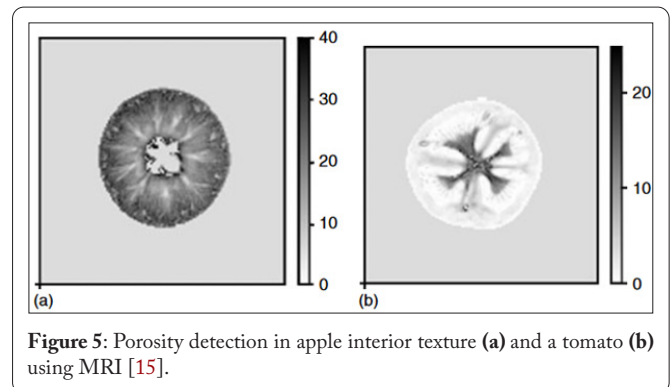 40
30
20
10
0
(a)
20
10
0
(b)
Figure 5: Porosity detection in apple interior texture (a) and a tomato (b)
using MRI [15].